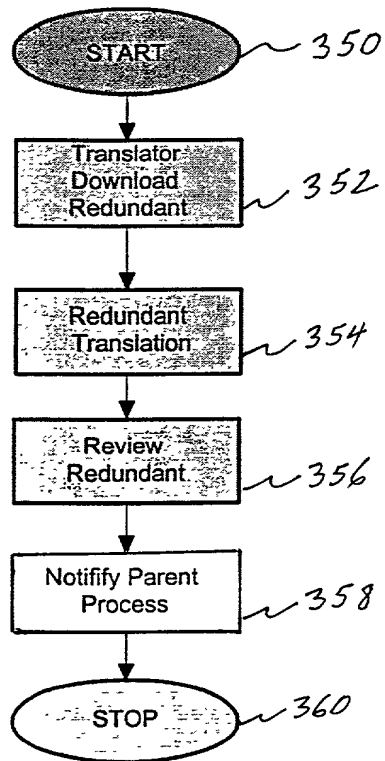 START
350
Translator
Download
Redundant
352
Redundant
Translation
354
Review
Redundant
356
Notifify Parent
Process
358
STOP
360